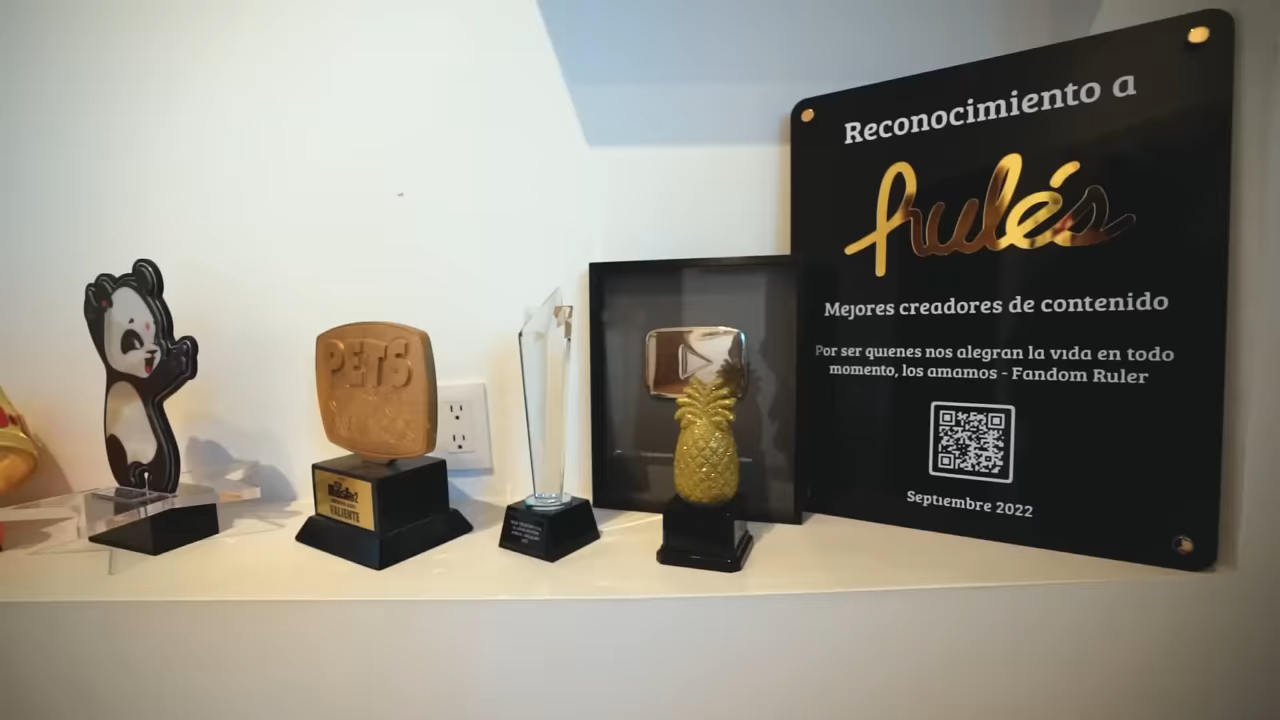 Reconocimiento a
rulés
Mejores creadores de contenido
Por ser quienes nos alegran la vida en todo
momento, los amamos - Fandom Ruler
Septiembre 2022
PETS
VALIENTE